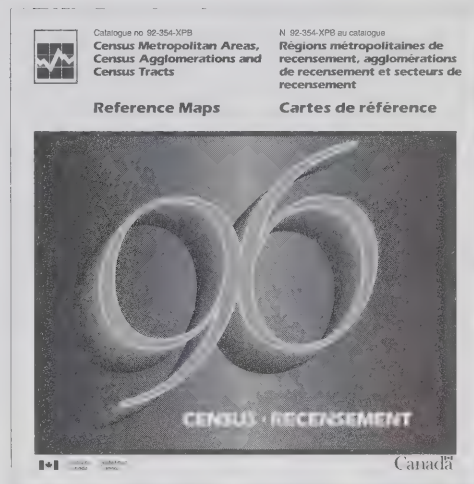 Catalogue no 92-354-XPB
Census Metropolitan Areas,
Census Agglomerations and
Census Tracts
Reference Maps
N 92-354-XPB au catalogue
Régions métropolitaines de
recensement, agglomérations
de recensement et secteurs de
recensement
Cartes de référence
96
CENSUS · RECENSEMENT
Canada